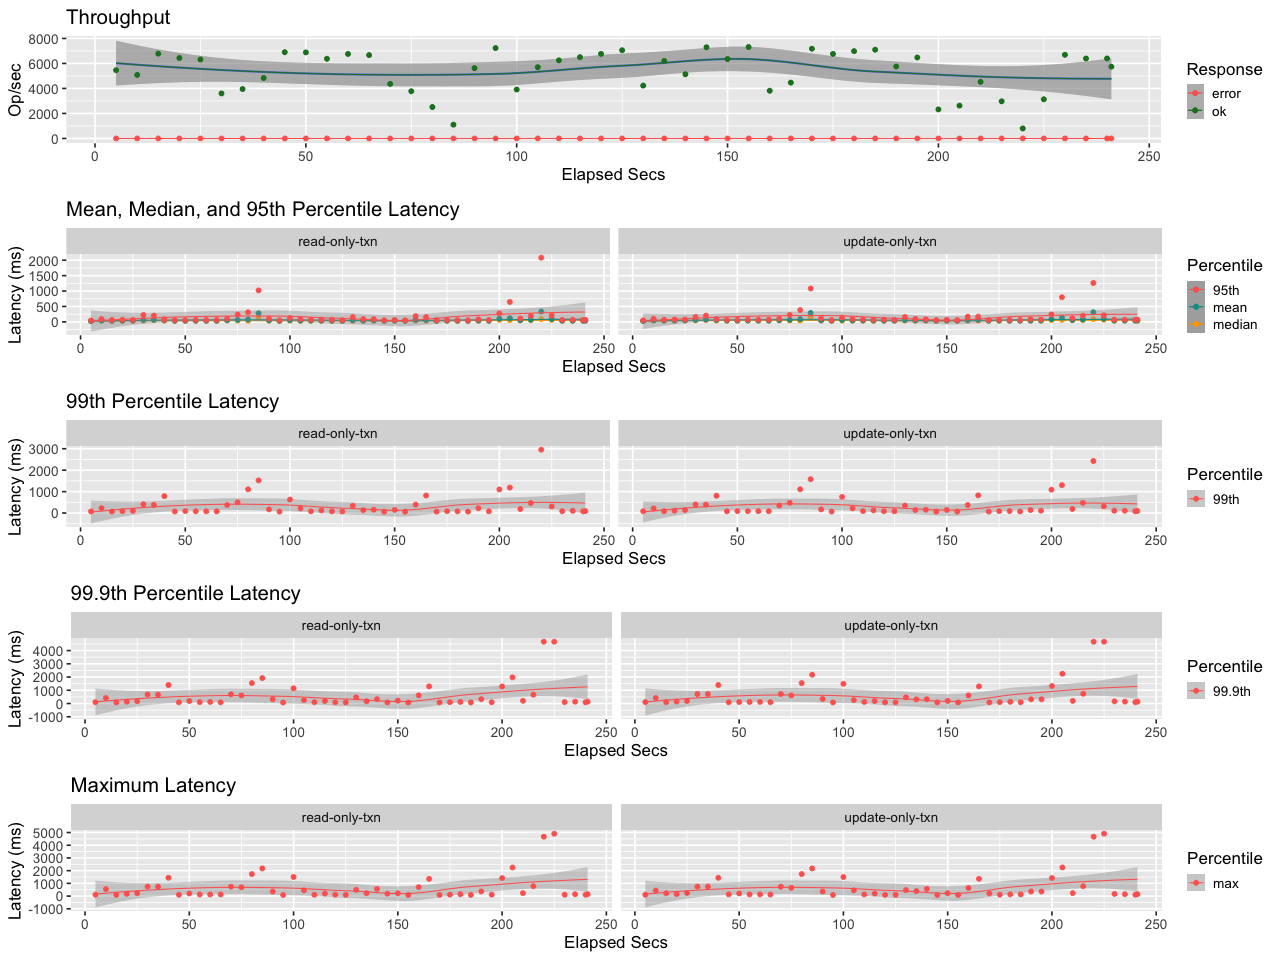 Throughput
8000
6000
4000
2000
0
Op/sec
0 50 100 150 200 250
Elapsed Secs
Response
error
ok
Mean, Median, and 95th Percentile Latency
read-only-txn update-only-txn
2000
1500
1000
500
0
Latency (ms)
0 50 100 150 200 250 0 50 100 150 200 250
Elapsed Secs
Percentile
95th
mean
median
99th Percentile Latency
read-only-txn update-only-txn
3000
2000
1000
0
Latency (ms)
0 50 100 150 200 250 0 50 100 150 200 250
Elapsed Secs
Percentile
99th
99.9th Percentile Latency
read-only-txn update-only-txn
4000
3000
2000
1000
0
-1000
Latency (ms)
0 50 100 150 200 250 0 50 100 150 200 250
Elapsed Secs
Percentile
99.9th
Maximum Latency
read-only-txn update-only-txn
5000
4000
3000
2000
1000
0
-1000
Latency (ms)
0 50 100 150 200 250 0 50 100 150 200 250
Elapsed Secs
Percentile
max